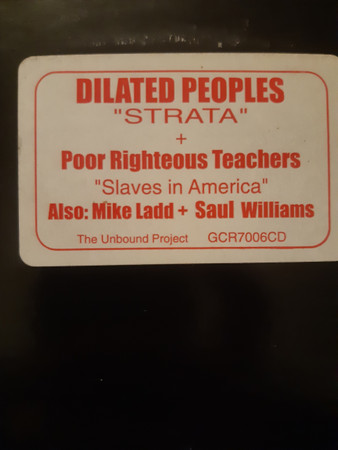 DILATED PEOPLES
"STRATA"
+
Poor Righteous Teachers
"Slaves in America"
Also: Mike Ladd + Saul Williams
The Unbound Project GCR7006CD